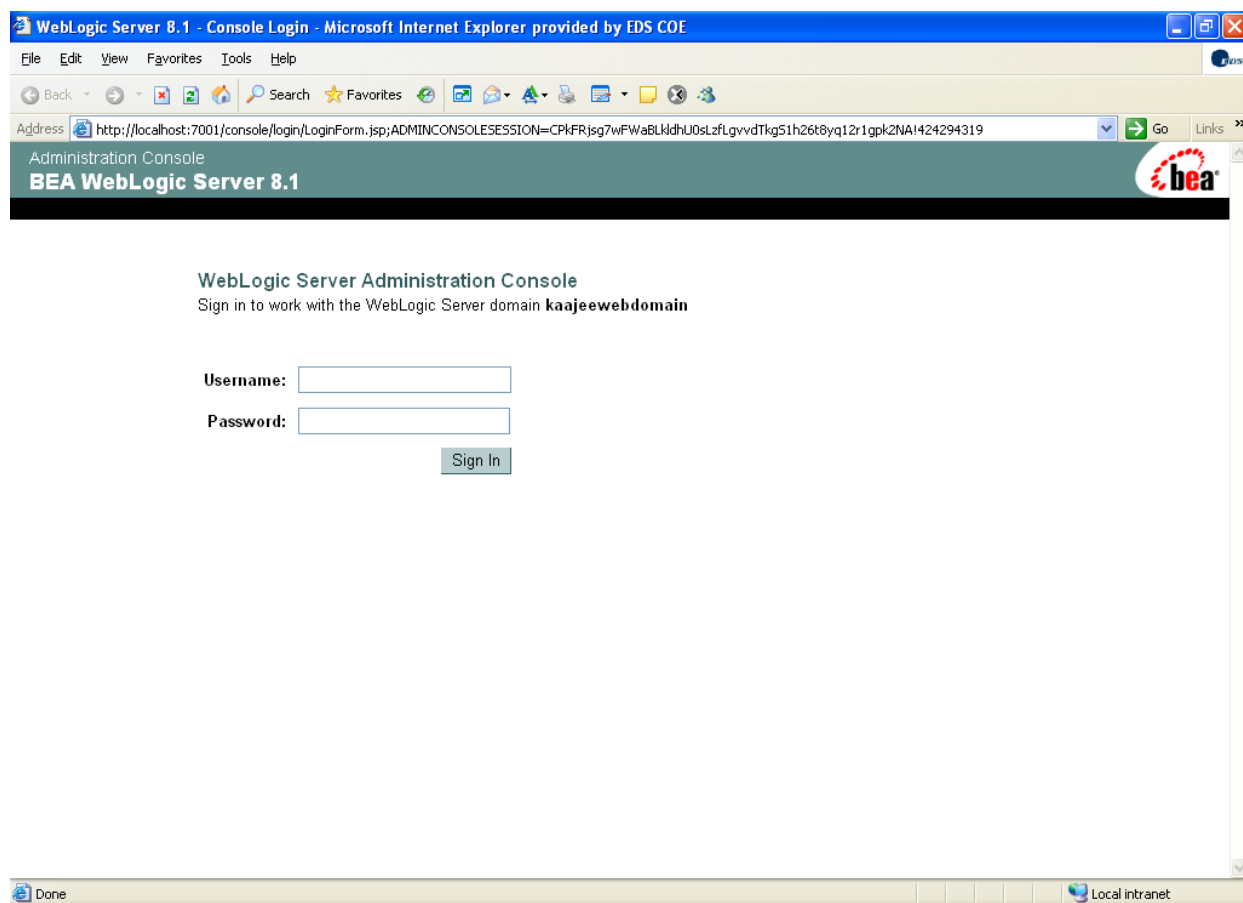 WebLogic Server 8.1 - Console Login - Microsoft Internet Explorer provided by EDS COE
File Edit View Favorites Tools Help
Back Search Favorites
Address http://localhost:7001/console/login/LoginForm.jsp;ADMINCONSOLESESSION=CPkFRjsg7wFWaBLkldhU0sLzfLgvvdTkgS1h26t8yq12r1gpk2NA!424294319 Go Links »
Administration Console
BEA WebLogic Server 8.1
bea
WebLogic Server Administration Console
Sign in to work with the WebLogic Server domain kaajeewebdomain
Username:
Password:
Sign In
Done Local intranet